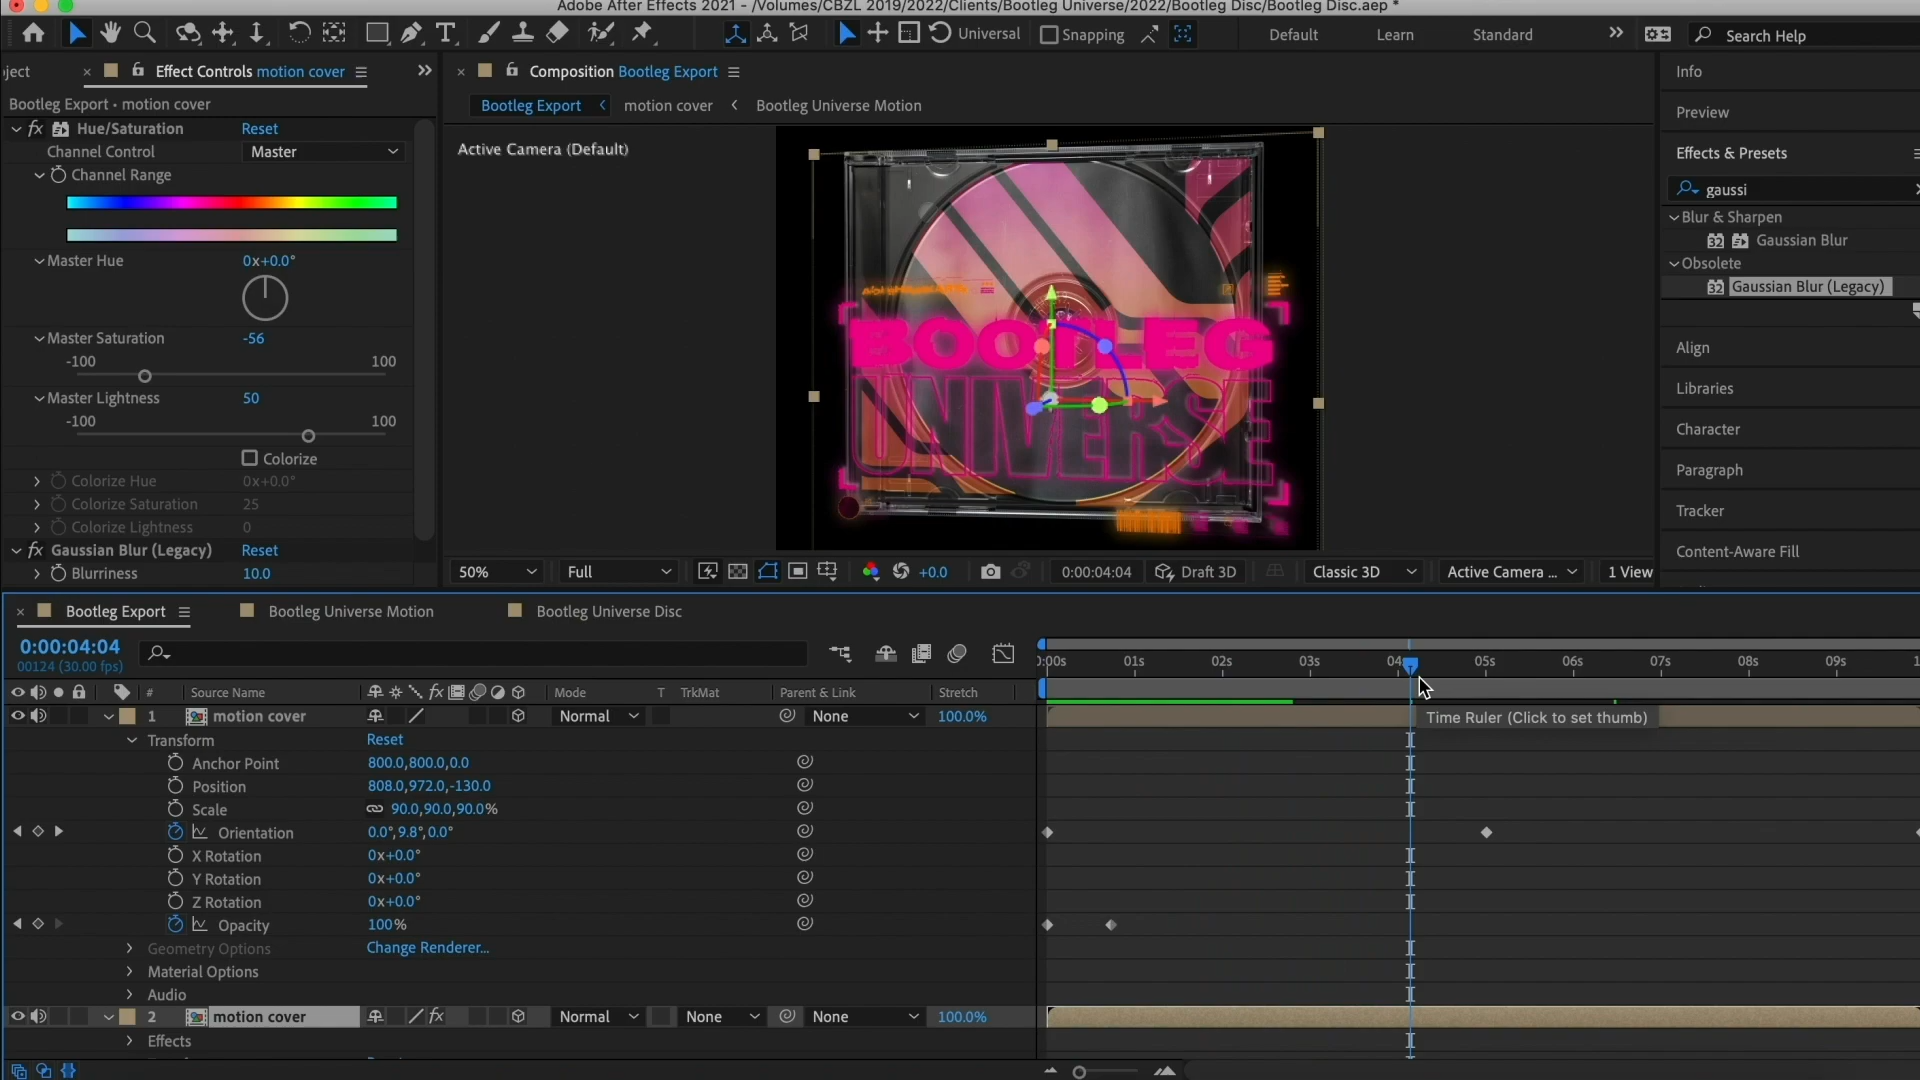 Adobe After Effects 2021 - /Volumes/CBZL 2019/2022/Clients/Bootleg Universe/2022/Bootleg Disc/Bootleg Disc.aep *
Universal
Snapping
Default
Learn
Standard
Search Help
ject
Effect Controls motion cover
Bootleg Export • motion cover
Hue/Saturation Reset
Channel Control Master
Channel Range
Master Hue 0x+0.0°
Master Saturation -56
-100 100
Master Lightness 50
-100 100
Colorize
Colorize Hue 0x+0.0°
Colorize Saturation 25
Colorize Lightness 0
Gaussian Blur (Legacy) Reset
Blurriness 10.0
Composition Bootleg Export
Bootleg Export motion cover Bootleg Universe Motion
Active Camera (Default)
BOOTLEG
UNIVERSE
50% Full +0.0 0:00:04:04 Draft 3D Classic 3D Active Camera ... 1 View
Info
Preview
Effects & Presets
gaussi
Blur & Sharpen
32 Gaussian Blur
Obsolete
32 Gaussian Blur (Legacy)
Align
Libraries
Character
Paragraph
Tracker
Content-Aware Fill
Bootleg Export Bootleg Universe Motion Bootleg Universe Disc
0:00:04:04
00124 (30.00 fps)
0:00s 01s 02s 03s 04s 05s 06s 07s 08s 09s 1
# Source Name fx Mode T TrkMat Parent & Link Stretch
1 motion cover Normal None 100.0%
Time Ruler (Click to set thumb)
Transform Reset
Anchor Point 800.0,800.0,0.0
Position 808.0,972.0,-130.0
Scale 90.0,90.0,90.0%
Orientation 0.0°,9.8°,0.0°
X Rotation 0x+0.0°
Y Rotation 0x+0.0°
Z Rotation 0x+0.0°
Opacity 100%
Geometry Options Change Renderer...
Material Options
Audio
2 motion cover fx Normal None None 100.0%
Effects